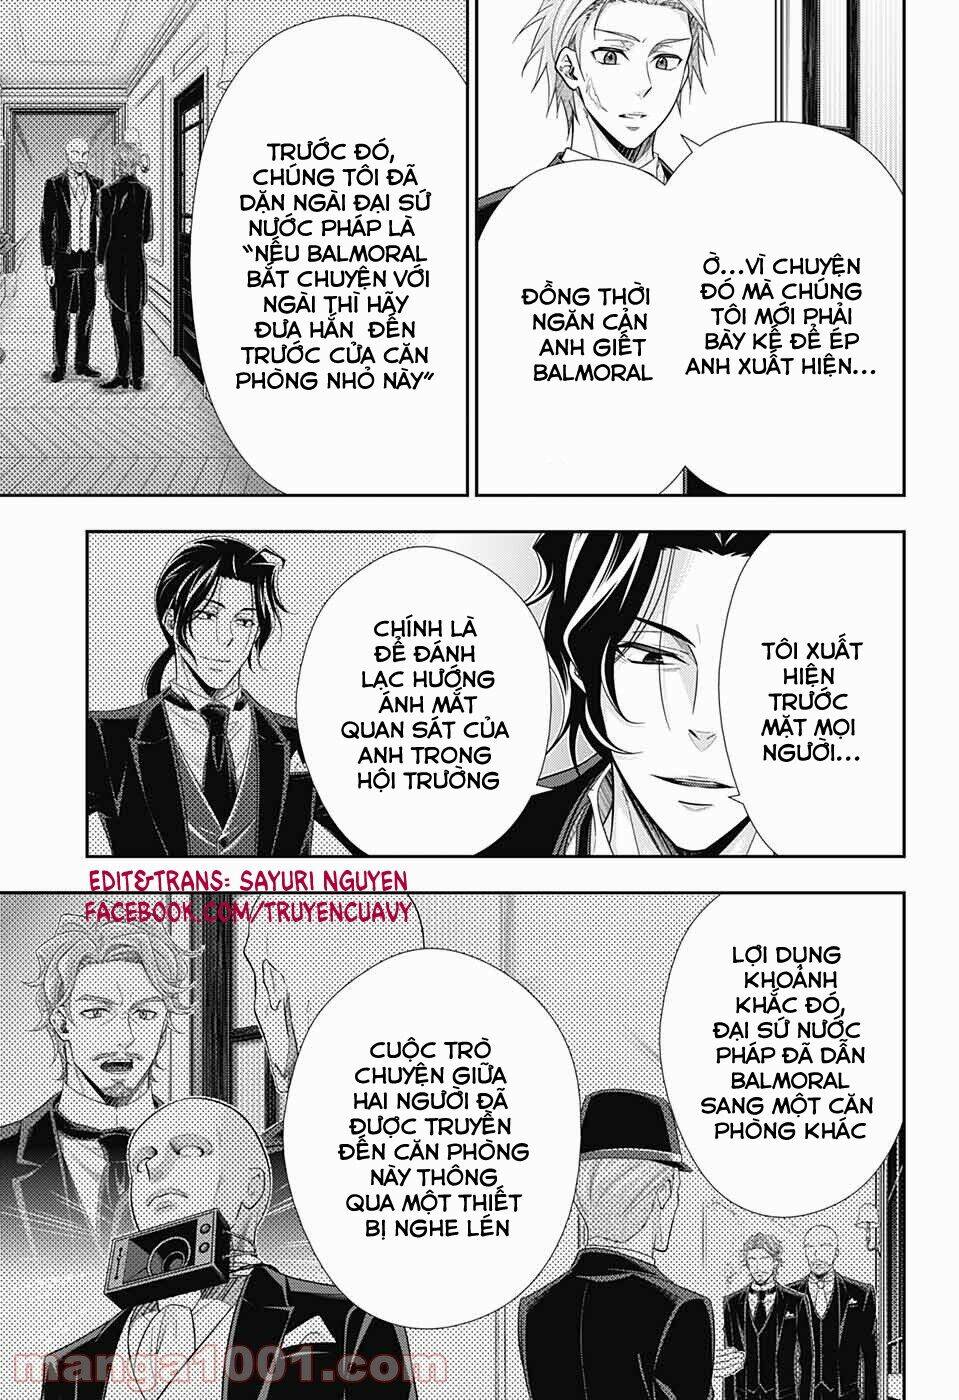 Ờ...VÌ CHUYỆN
ĐÓ MÀ CHÚNG
TÔI MỚI PHẢI
BÀY KẾ ĐỂ ÉP
ANH XUẤT HIỆN...
ĐỒNG THỜI
NGĂN CẢN
ANH GIẾT
BALMORAL
TRƯỚC ĐÓ,
CHÚNG TÔI ĐÃ
DẶN NGÀI ĐẠI SỨ
NƯỚC PHÁP LÀ
“NẾU BALMORAL
BẮT CHUYỆN VỚI
NGÀI THÌ HÃY
ĐƯA HẮN ĐẾN
TRƯỚC CỬA CĂN
PHÒNG NHỎ NÀY”
TÔI XUẤT
HIỆN
TRƯỚC
MẶT MỌI
NGƯỜI...
CHÍNH LÀ
ĐỂ ĐÁNH
LẠC HƯỚNG
ÁNH MẮT
QUAN SÁT CỦA
ANH TRONG
HỘI TRƯỜNG
EDIT&TRANS: SAYURI NGUYEN
FACEBOOK.COM/TRUYENCUAVY
LỢI DỤNG
KHOẢNH
KHẮC ĐÓ,
ĐẠI SỨ NƯỚC
PHÁP ĐÃ DẪN
BALMORAL
SANG MỘT CĂN
PHÒNG KHÁC
CUỘC TRÒ
CHUYỆN GIỮA
HAI NGƯỜI ĐÃ
ĐƯỢC TRUYỀN
ĐẾN CĂN PHÒNG
NÀY THÔNG
QUA MỘT THIẾT
BỊ NGHE LÉN
manga1001.com